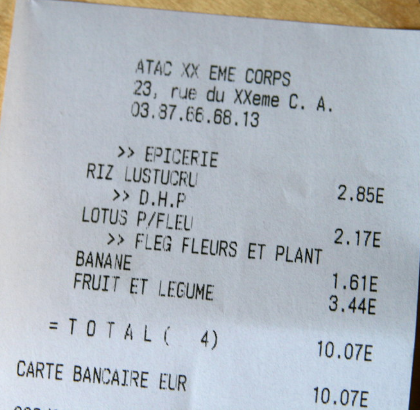 ATAC XX EME CORPS
23, rue du XXeme C. A.
03.87.66.68.13
>> EPICERIE
RIZ LUSTUCRU 2.85E
>> D.H.P
LOTUS P/FLEU 2.17E
>> FLEG FLEURS ET PLANT
BANANE 1.61E
FRUIT ET LEGUME 3.44E
=TOTAL( 4) 10.07E
CARTE BANCAIRE EUR 10.07E